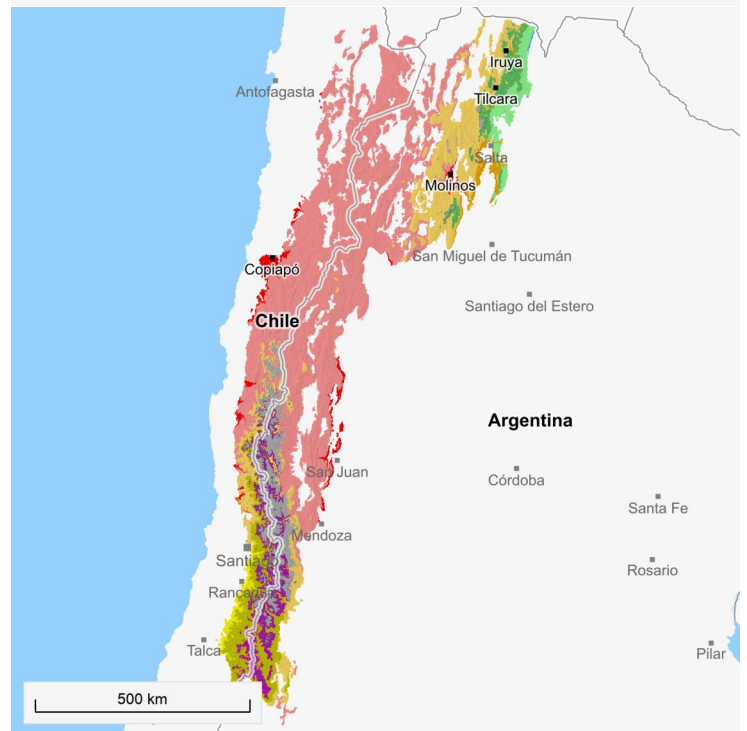 Iruya
Antofagasta
Tilcara
Salta
Molinos
San Miguel de Tucumán
Copiapó
Santiago del Estero
Chile
Argentina
San Juan
Córdoba
Santa Fe
Mendoza
Santiago
Rosario
Rancagua
Talca
Pilar
500 km